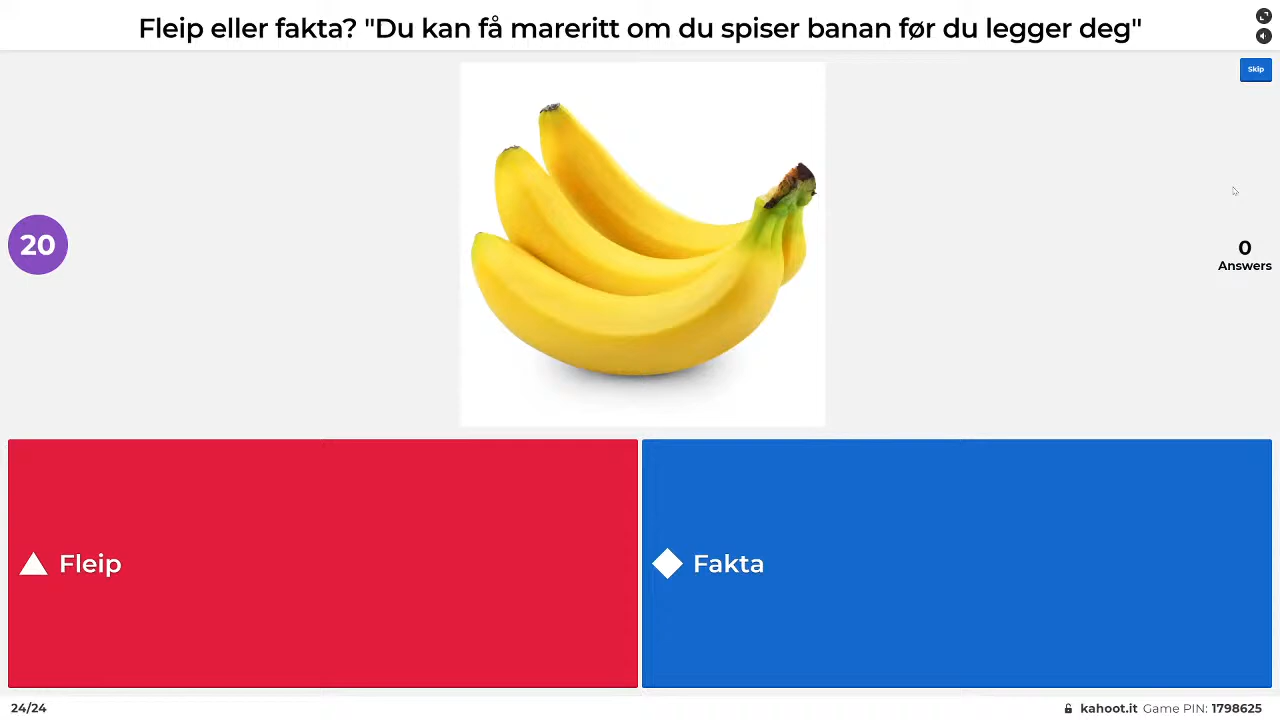 Fleip eller fakta? "Du kan få mareritt om du spiser banan før du legger deg"
Skip
20
0
Answers
Fleip
Fakta
24/24
kahoot.it Game PIN: 1798625